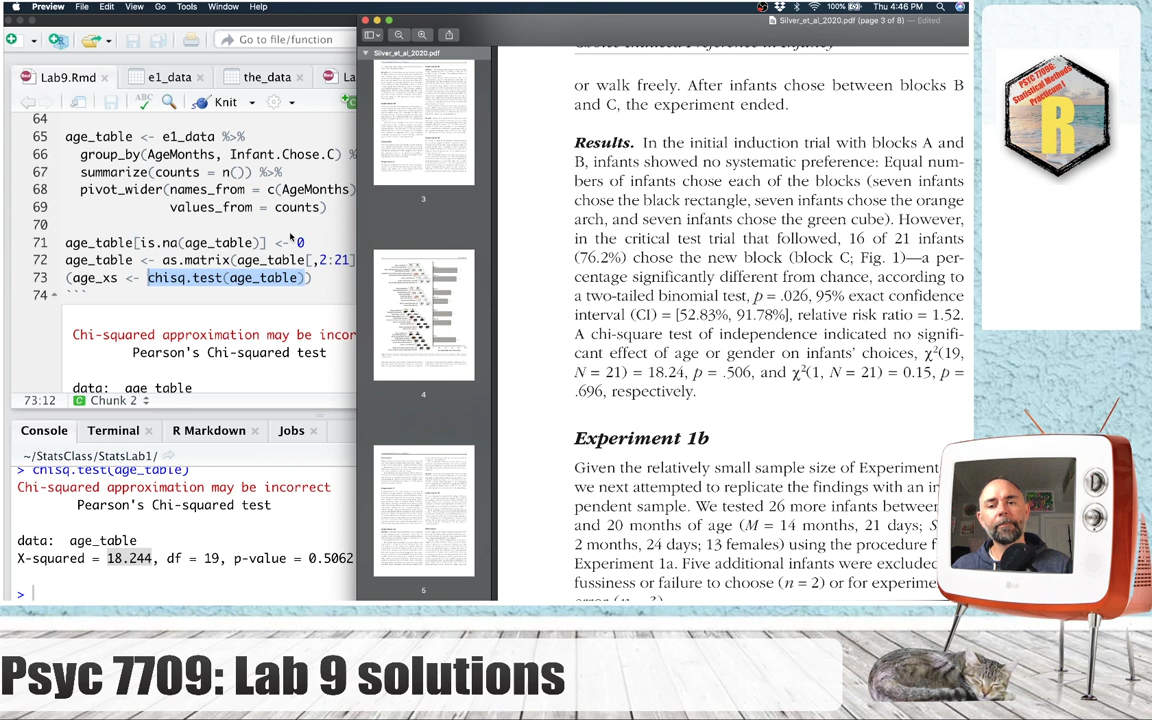 Preview File Edit View Go Tools Window Help
100% Thu 4:46 PM
Silver_et_al_2020.pdf (page 3 of 8) — Edited
Go to file/function
Lab9.Rmd × e1_data the_data La
Knit
64
65 age_table <- e1_data %>%
66 group_by(AgeMonths, Infant.Chose.C) %
67 summarize(counts = n()) %>%
68 pivot_wider(names_from = c(AgeMonths)
69 values_from = counts)
70
71 age_table[is.na(age_table)] <- 0
72 age_table <- as.matrix(age_table[,2:21]
73 (age_xs <- chisq.test(age_table))
74 ```
Chi-squared approximation may be incor
Pearson's Chi-squared test
data: age table
73:12 C Chunk 2
Console Terminal × R Markdown × Jobs ×
~/StatsClass/StatsLab1/
> chisq.test(age_table)
Chi-squared approximation may be incorrect
Pearson's Chi-squared test
data: age_table
X-squared = 18.244, = 19, p-value = 0.5062
>
Silver_et_al_2020.pdf
3
4
5
Choice-Induced Preference in Infancy
or walk freely. After infants chose between blocks B
and C, the experiment ended.
Results. In the initial induction trial with blocks A and
B, infants showed no systematic preference: Equal num-
bers of infants chose each of the blocks (seven infants
chose the black rectangle, seven infants chose the orange
arch, and seven infants chose the green cube). However,
in the critical test trial that followed, 16 of 21 infants
(76.2%) chose the new block (block C; Fig. 1)—a per-
centage significantly different from chance, according to
a two-tailed binomial test, p = .026, 95% exact confidence
interval (CI) = [52.83%, 91.78%], relative risk ratio = 1.52.
A chi-square test of independence indicated no signifi-
cant effect of age or gender on infants' choices, χ²(19,
N = 21) = 18.24, p = .506, and χ²(1, N = 21) = 0.15, p =
.696, respectively.
Experiment 1b
Given the relatively small sample size of Experiment
we next attempted to replicate the findings with an in
pendent sample. We tested 26 more infants between
and 20 months of age (M = 14 months, 21 days; S
2 months, 24 days; 13 females) using the procedure f
Experiment 1a. Five additional infants were excluded
fussiness or failure to choose (n = 2) or for experime
error (n = 3)
PSYC 7709:
Statistical Methods
Practicum I
R
LG
Psyc 7709: Lab 9 solutions